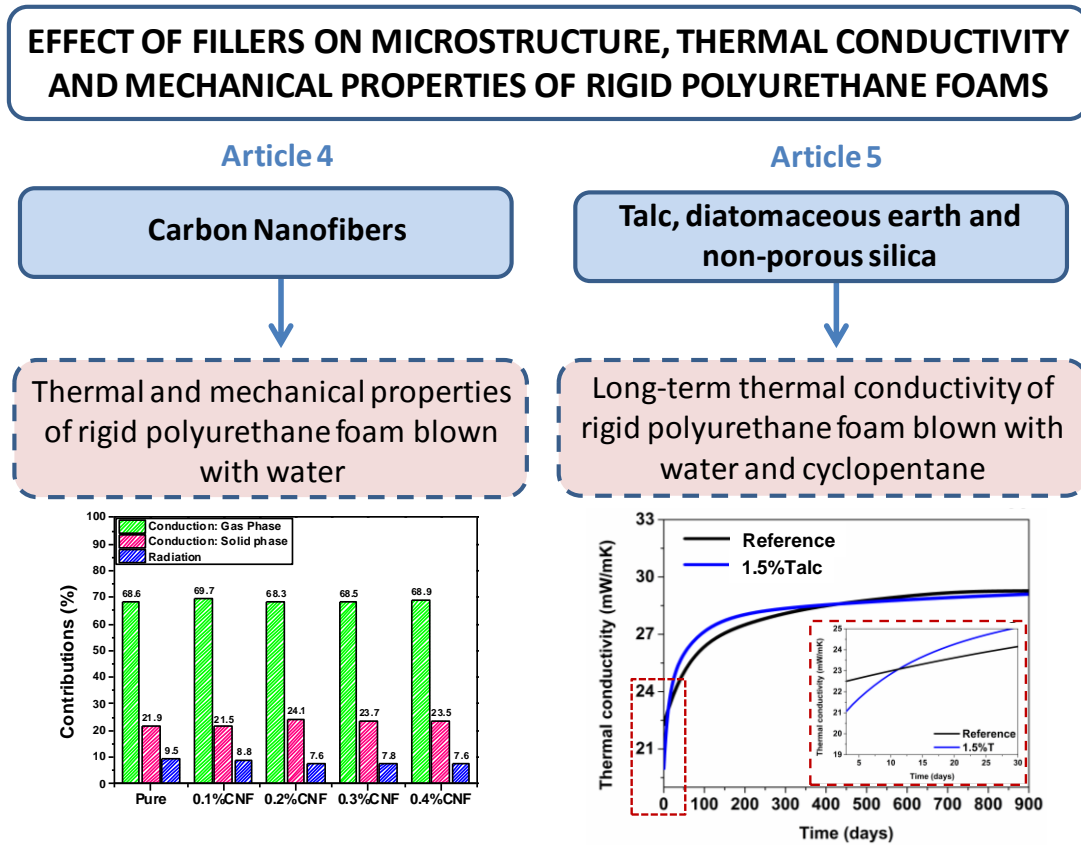 EFFECT OF FILLERS ON MICROSTRUCTURE, THERMAL CONDUCTIVITY
AND MECHANICAL PROPERTIES OF RIGID POLYURETHANE FOAMS
Article 4
Carbon Nanofibers
Thermal and mechanical properties
of rigid polyurethane foam blown
with water
Contributions (%)
100
90
80
70
60
50
40
30
20
10
0
Conduction: Gas Phase
Conduction: Solid phase
Radiation
68.6
21.9
9.5
69.7
21.5
8.8
68.3
24.1
7.6
68.5
23.7
7.8
68.9
23.5
7.6
Pure
0.1%CNF
0.2%CNF
0.3%CNF
0.4%CNF
Article 5
Talc, diatomaceous earth and
non-porous silica
Long-term thermal conductivity of
rigid polyurethane foam blown with
water and cyclopentane
Thermal conductivity (mW/mK)
33
30
27
24
21
Reference
1.5%Talc
Thermal conductivity (mW/mK)
25
24
23
22
21
20
19
Reference
1.5%T
5
10
15
20
25
30
Time (days)
0
100
200
300
400
500
600
700
800
900
Time (days)